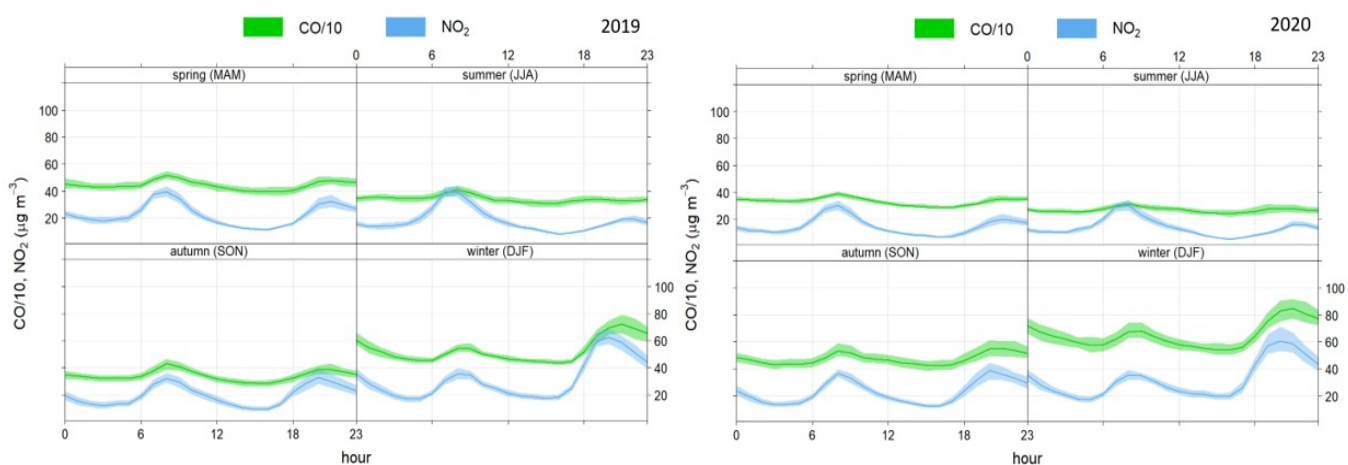 CO/10 NO₂ 2019
0 6 12 18 23
spring (MAM) summer (JJA)
100
80
60
40
20
autumn (SON) winter (DJF)
100
80
60
40
20
0 6 12 18 23
hour
CO/10, NO₂ (μg m⁻³)
CO/10 NO₂ 2020
0 6 12 18 23
spring (MAM) summer (JJA)
100
80
60
40
20
autumn (SON) winter (DJF)
100
80
60
40
20
0 6 12 18 23
hour
CO/10, NO₂ (μg m⁻³)